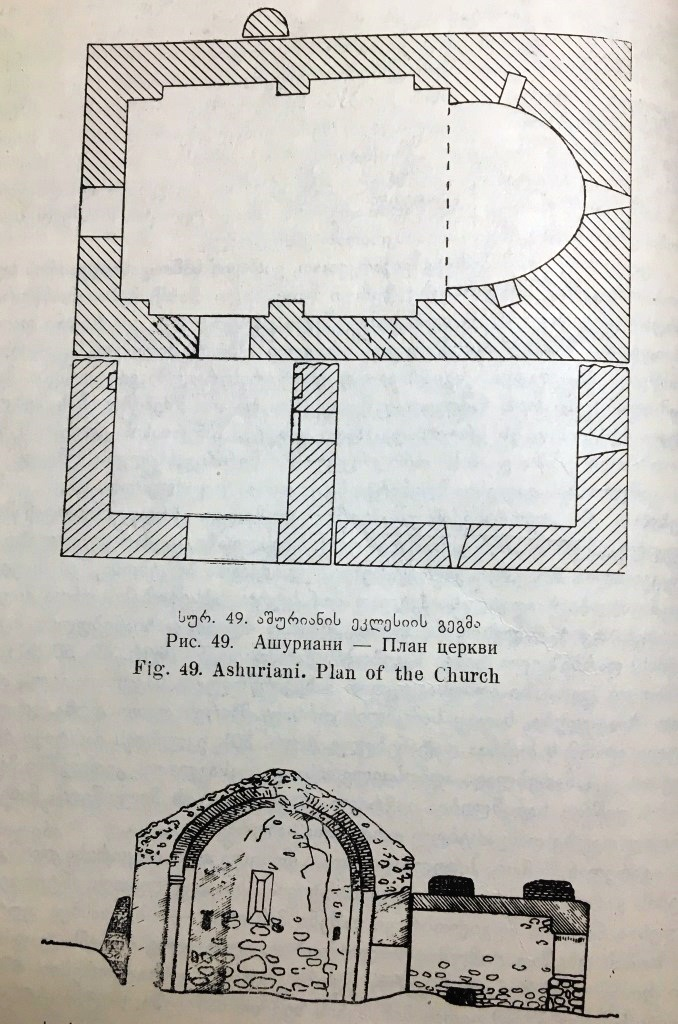 სურ. 49. აშურიანის ეკლესიის გეგმა
Рис. 49. Ашуриани — План церкви
Fig. 49. Ashuriani. Plan of the Church